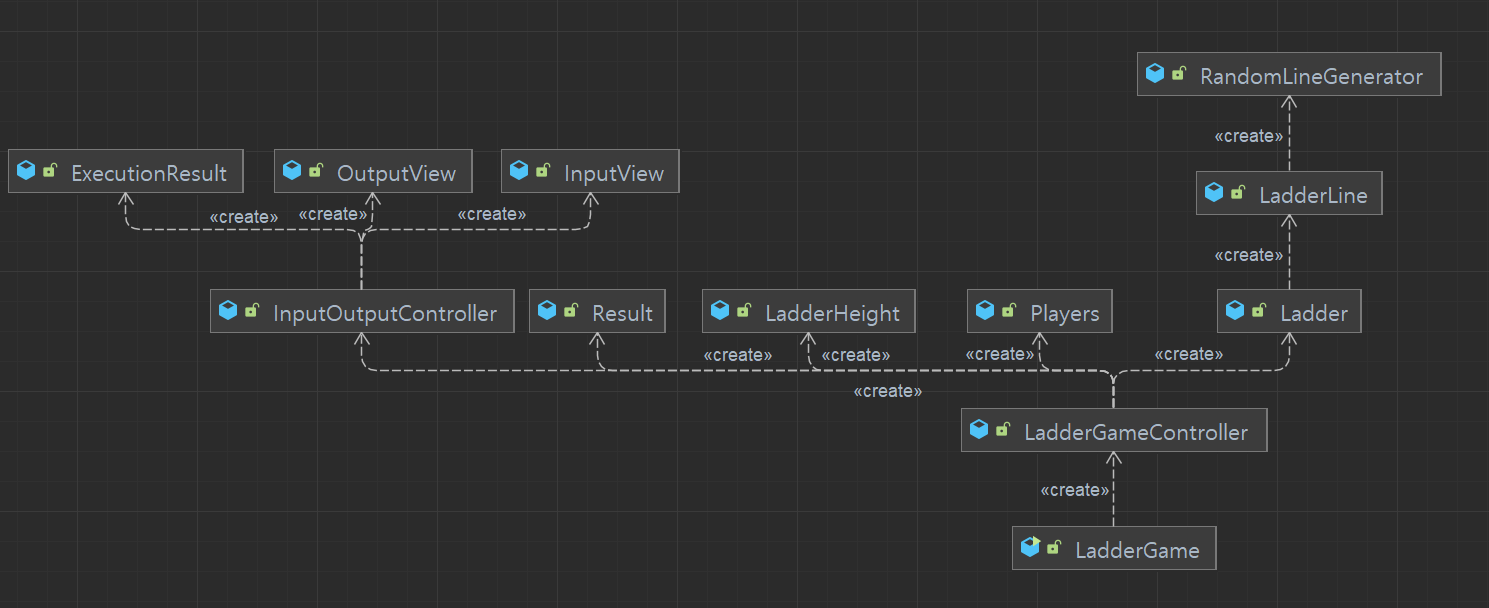 RandomLineGenerator
«create»
ExecutionResult
OutputView
InputView
LadderLine
«create»
«create»
«create»
«create»
InputOutputController
Result
LadderHeight
Players
Ladder
«create»
«create»
«create»
«create»
«create»
LadderGameController
«create»
LadderGame